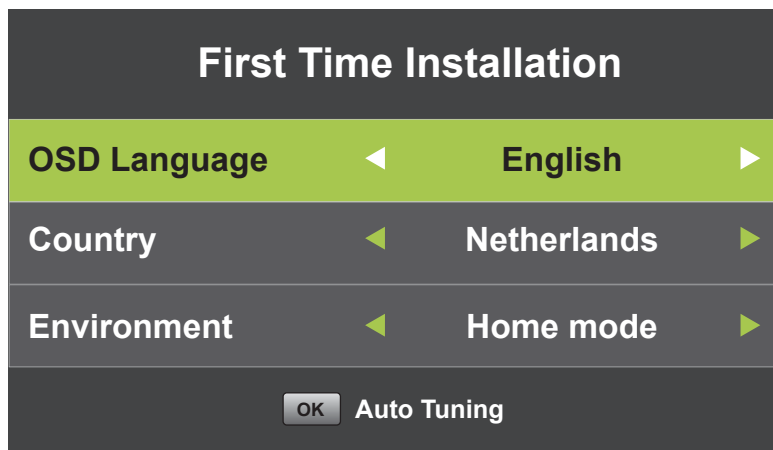 First Time Installation
OSD Language English
Country Netherlands
Environment Home mode
OK Auto Tuning